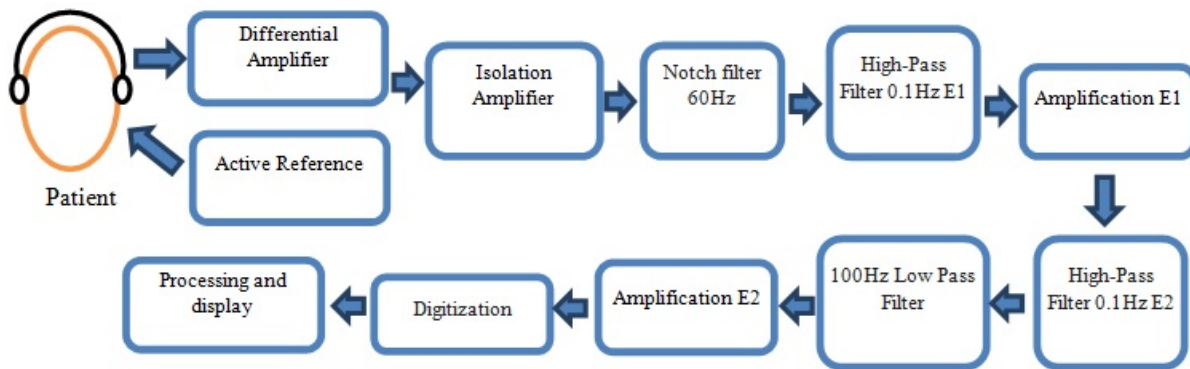 Differential
Amplifier
Isolation
Amplifier
Notch filter
60Hz
High-Pass
Filter 0.1Hz E1
Amplification E1
Active Reference
Patient
High-Pass
Filter 0.1Hz E2
100Hz Low Pass
Filter
Amplification E2
Digitization
Processing and
display